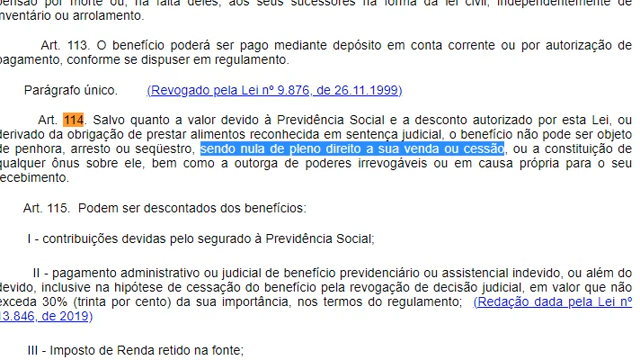 pensão por morte ou, na falta deles, aos seus sucessores na forma da lei civil, independentemente de
inventário ou arrolamento.
Art. 113. O benefício poderá ser pago mediante depósito em conta corrente ou por autorização de
pagamento, conforme se dispuser em regulamento.
Parágrafo único. (Revogado pela Lei nº 9.876, de 26.11.1999)
Art. 114. Salvo quanto a valor devido à Previdência Social e a desconto autorizado por esta Lei, ou
derivado da obrigação de prestar alimentos reconhecida em sentença judicial, o benefício não pode ser objeto
de penhora, arresto ou seqüestro, sendo nula de pleno direito a sua venda ou cessão, ou a constituição de
qualquer ônus sobre ele, bem como a outorga de poderes irrevogáveis ou em causa própria para o seu
recebimento.
Art. 115. Podem ser descontados dos benefícios:
I - contribuições devidas pelo segurado à Previdência Social;
II - pagamento administrativo ou judicial de benefício previdenciário ou assistencial indevido, ou além do
devido, inclusive na hipótese de cessação do benefício pela revogação de decisão judicial, em valor que não
exceda 30% (trinta por cento) da sua importância, nos termos do regulamento; (Redação dada pela Lei nº
13.846, de 2019)
III - Imposto de Renda retido na fonte;